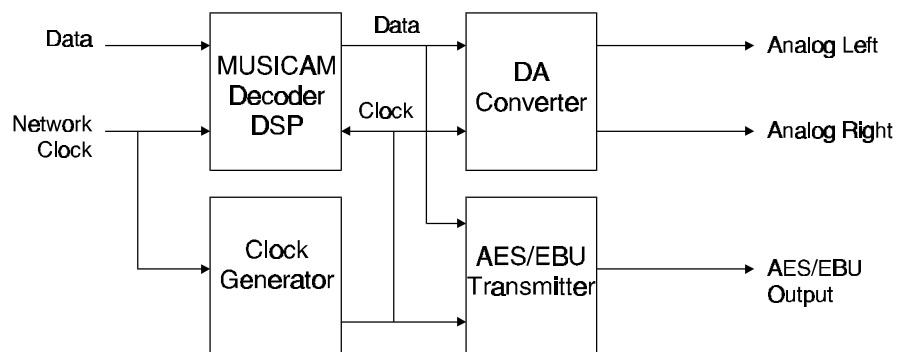 Data
Network
Clock
MUSICAM
Decoder
DSP
Data
Clock
DA
Converter
Analog Left
Analog Right
Clock
Generator
AES/EBU
Transmitter
AES/EBU
Output